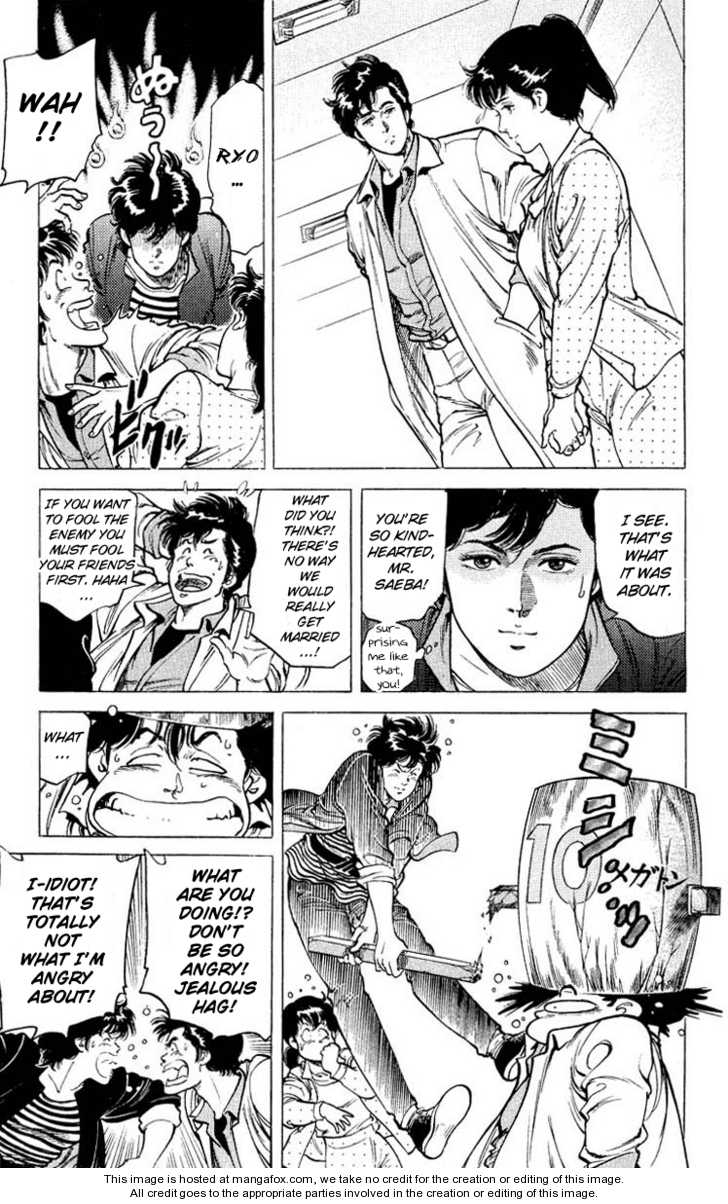 RYO
...
WAH
!!
ぬぅ〜
ビクッ
I SEE.
THAT'S
WHAT
IT WAS
ABOUT.
YOU'RE
SO KIND-
HEARTED,
MR.
SAEBA!
sur-
prising
me like
that,
you!
WHAT
DID YOU
THINK?!
THERE'S
NO WAY
WE
WOULD
REALLY
GET
MARRIED
...!
IF YOU WANT
TO FOOL THE
ENEMY YOU
MUST FOOL
YOUR FRIENDS
FIRST. HAHA
...
ミシミシッ
10
メガトン
WHAT
...
WHAT
ARE YOU
DOING!?
DON'T
BE SO
ANGRY!
JEALOUS
HAG!
I-IDIOT!
THAT'S
TOTALLY
NOT
WHAT I'M
ANGRY
ABOUT!
This image is hosted at mangafox.com, we take no credit for the creation or editing of this image.
All credit goes to the appropriate parties involved in the creation or editing of this image.